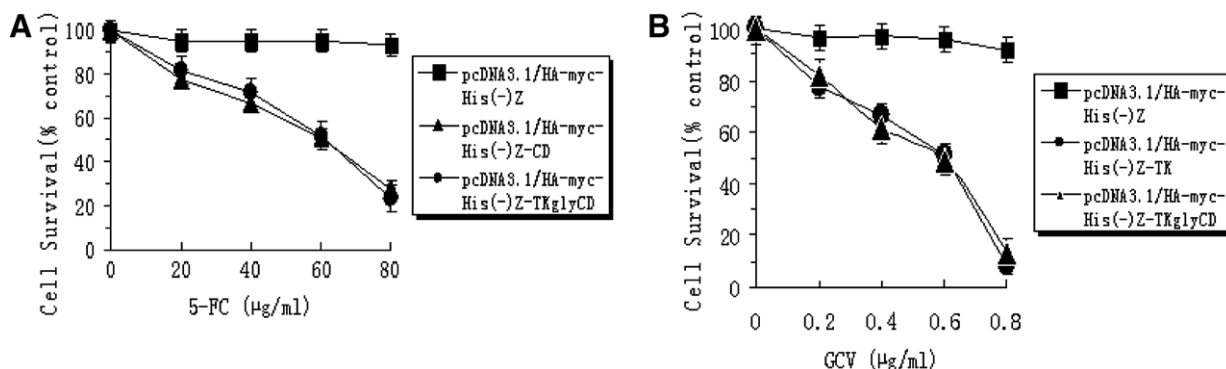 A
Cell Survival(% control)
100
80
60
40
20
0
0 20 40 60 80
5-FC (μg/ml)
pcDNA3.1/HA-myc-
His(-)Z
pcDNA3.1/HA-myc-
His(-)Z-CD
pcDNA3.1/HA-myc-
His(-)Z-TKglyCD
B
Cell Survival(% control)
100
80
60
40
20
0
0 0.2 0.4 0.6 0.8
GCV (μg/ml)
pcDNA3.1/HA-myc-
His(-)Z
pcDNA3.1/HA-myc-
His(-)Z-TK
pcDNA3.1/HA-myc-
His(-)Z-TKglyCD